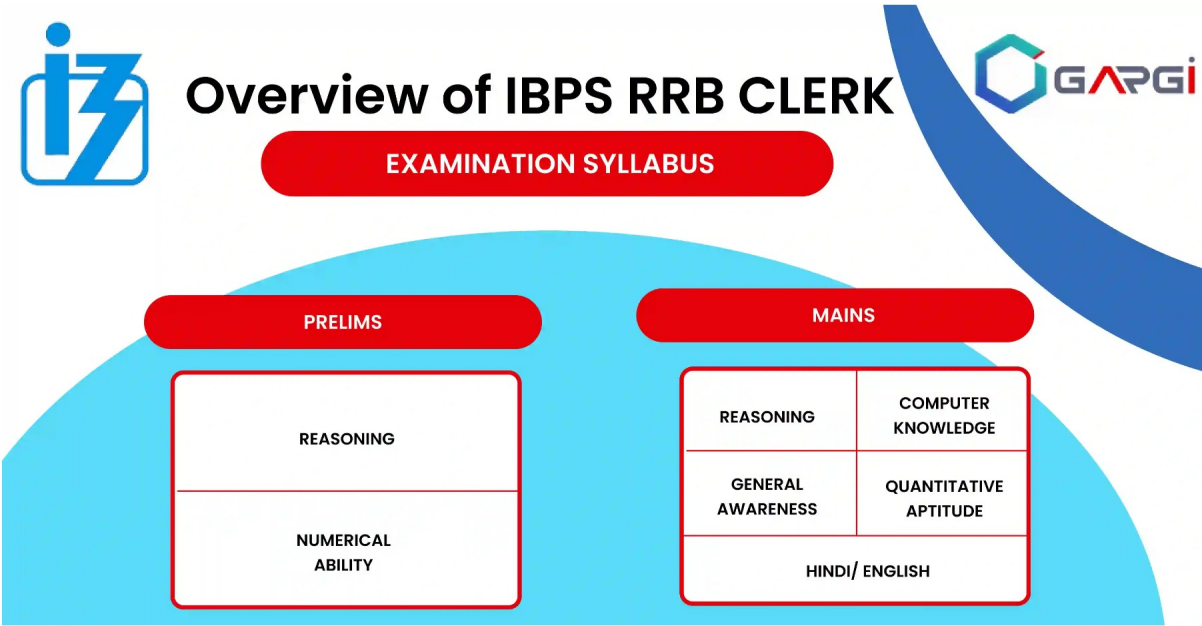 Overview of IBPS RRB CLERK
GARGi
EXAMINATION SYLLABUS
PRELIMS
MAINS
REASONING
NUMERICAL
ABILITY
REASONING
COMPUTER
KNOWLEDGE
GENERAL
AWARENESS
QUANTITATIVE
APTITUDE
HINDI/ ENGLISH